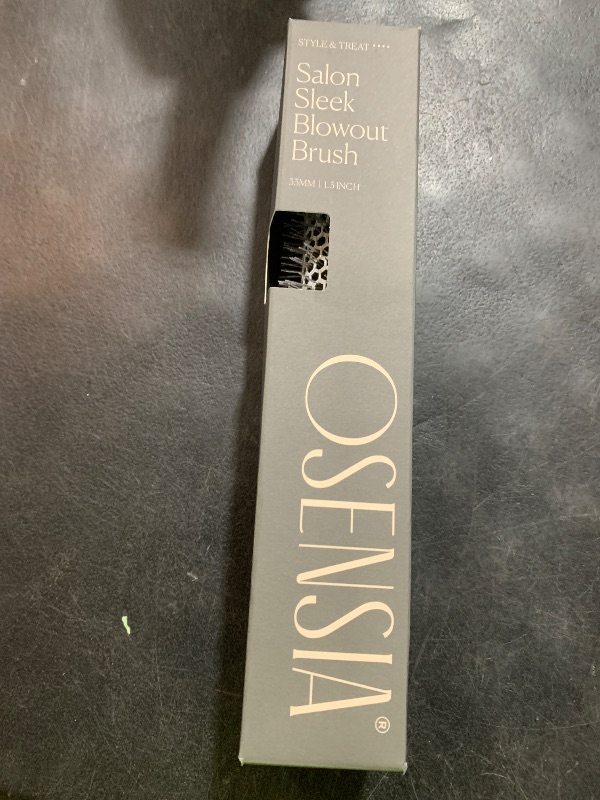 STYLE & TREAT ••••
Salon
Sleek
Blowout
Brush
33MM | 1.3 INCH
OSENSIA®